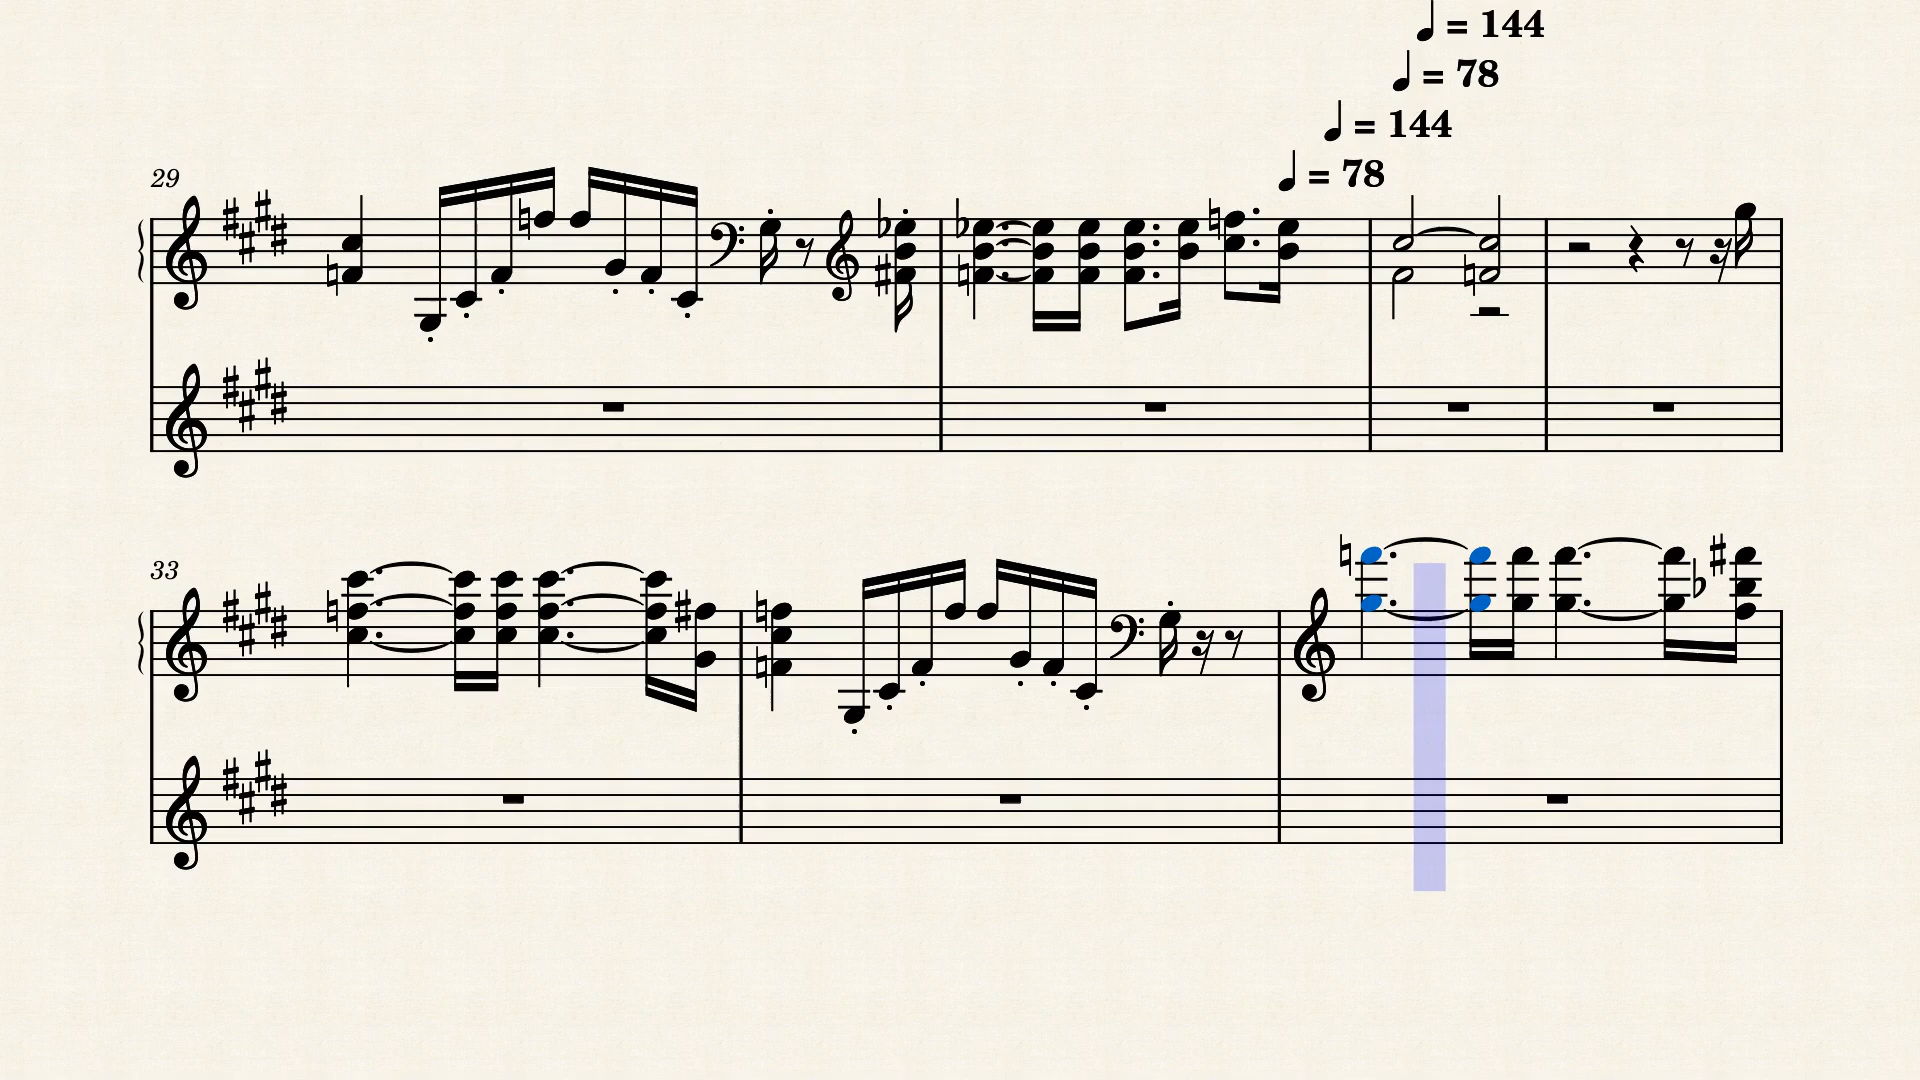 ♩ = 144
♩ = 78
♩ = 144
♩ = 78
29
33